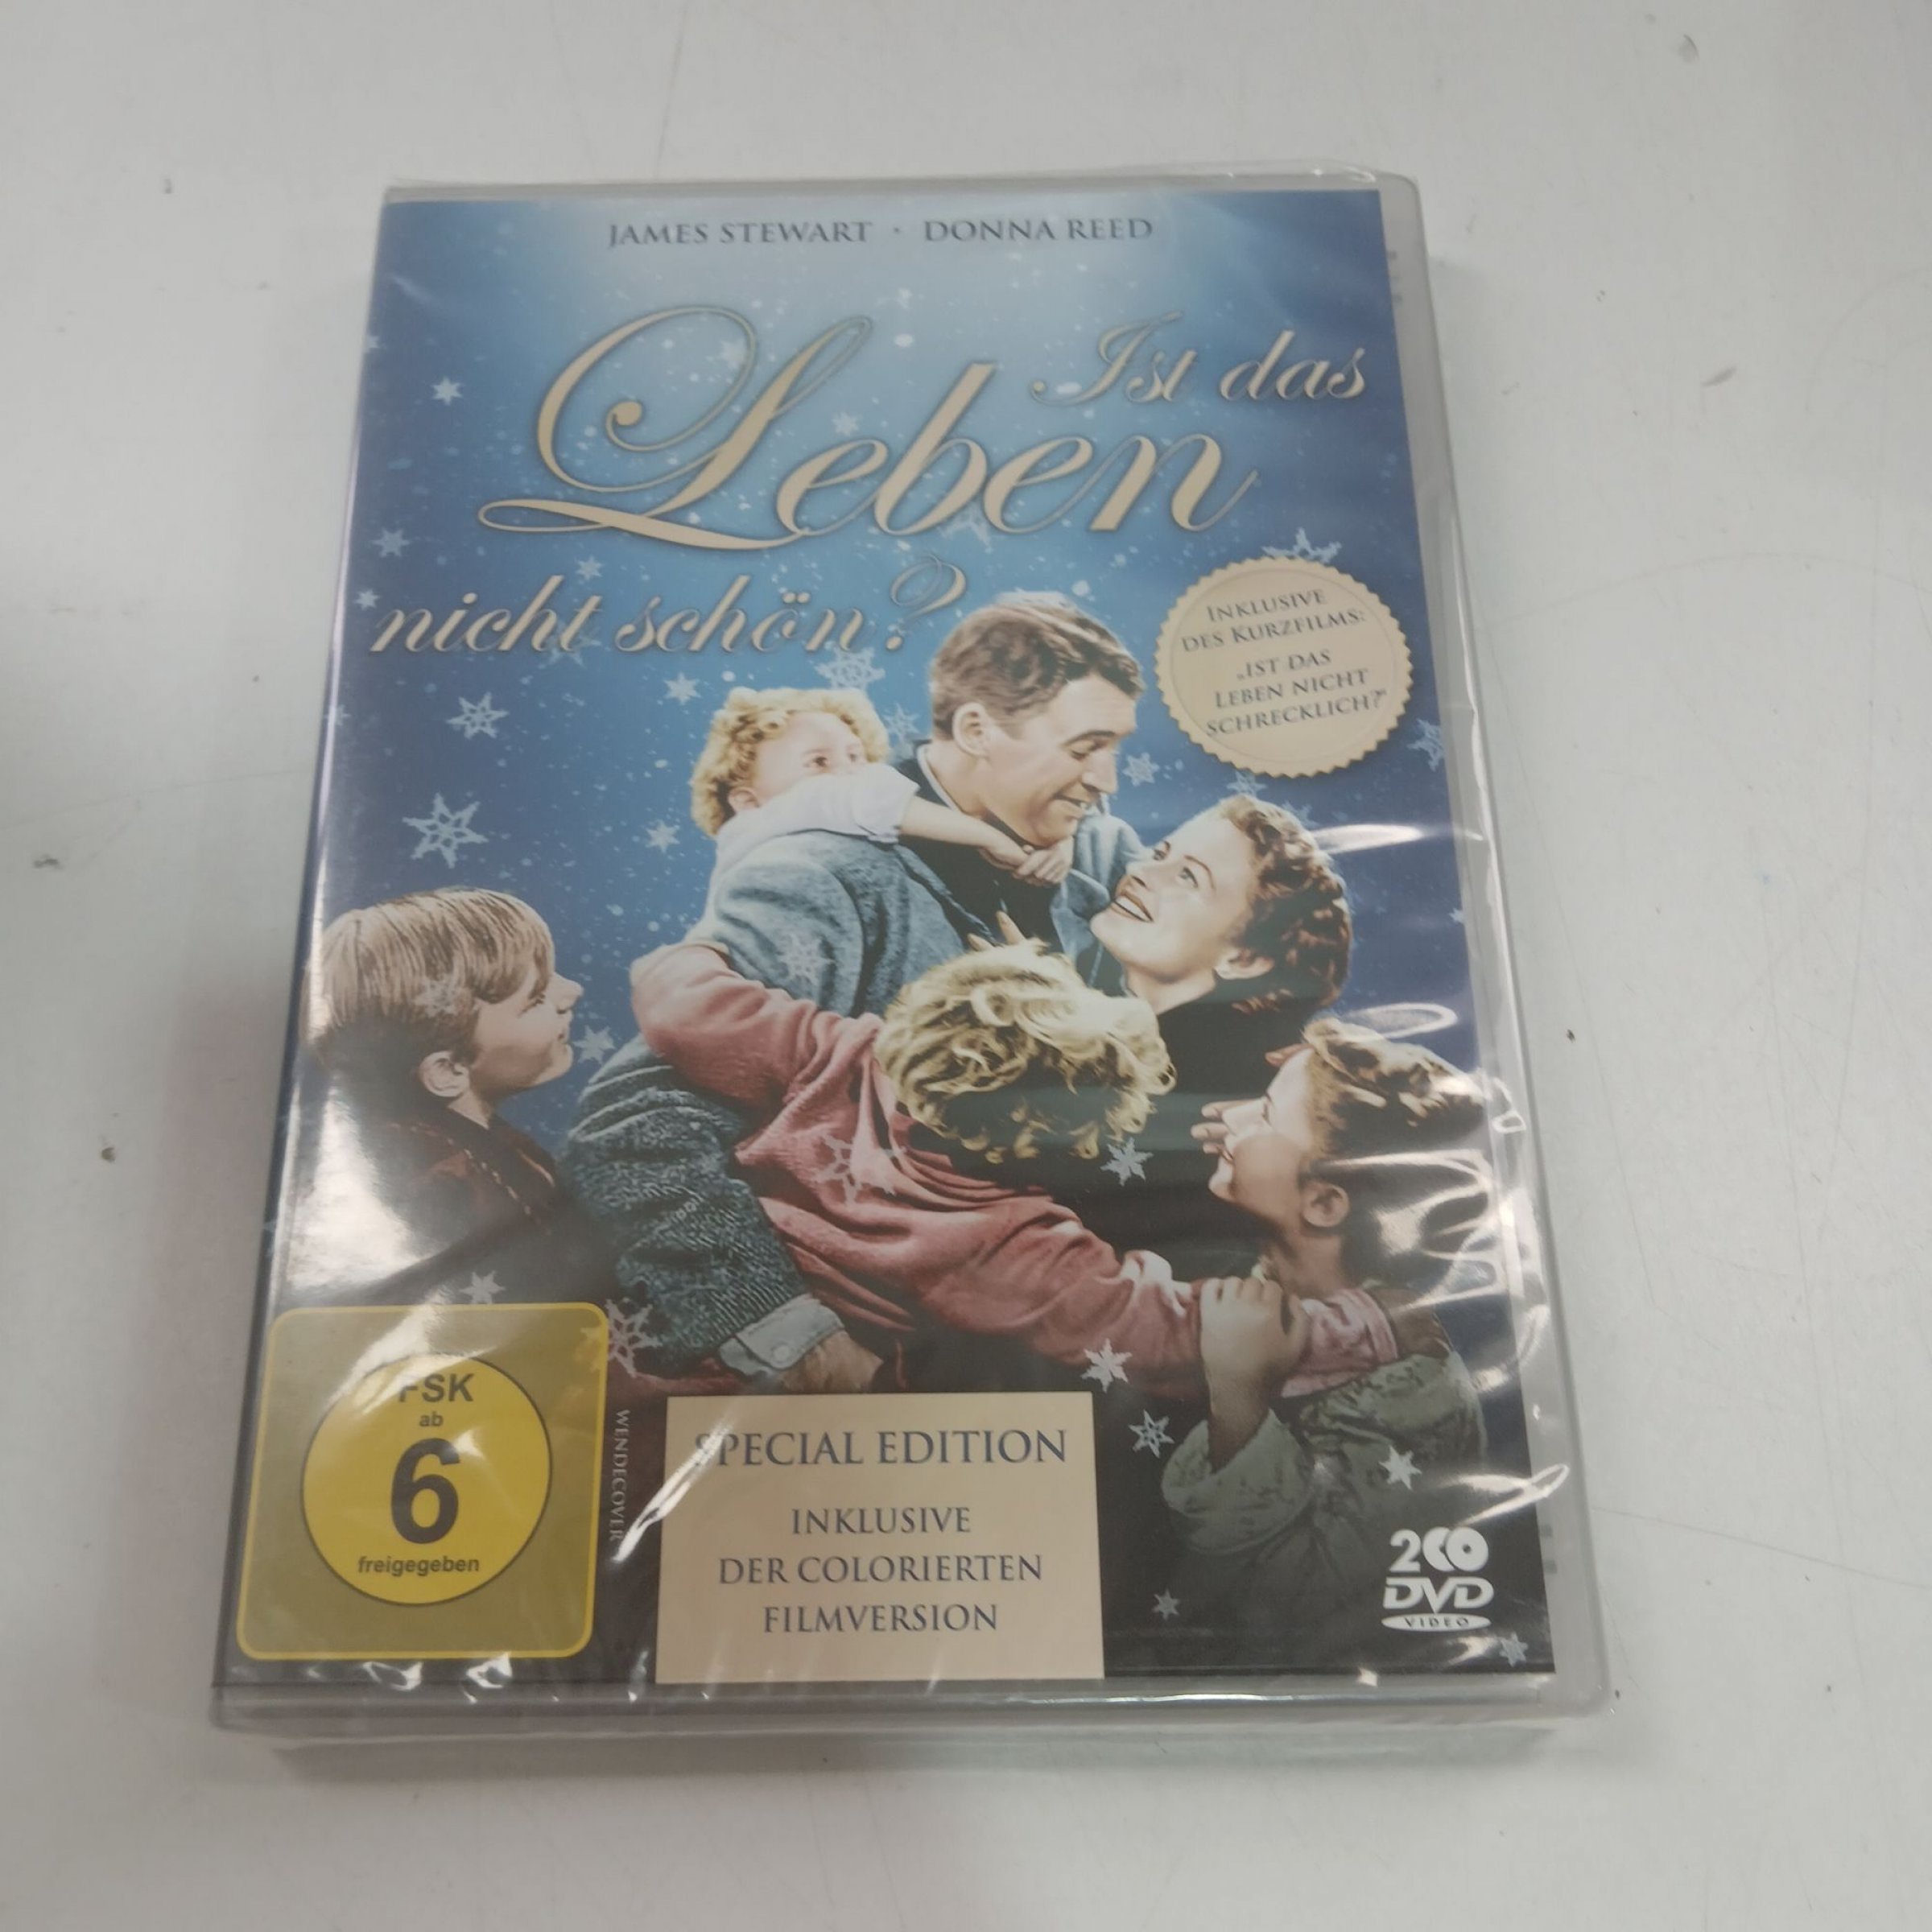 JAMES STEWART · DONNA REED
Ist das
Leben
nicht schön?
INKLUSIVE
DES KURZFILMS:
„IST DAS
LEBEN NICHT
SCHRECKLICH?"
FSK
ab
6
freigegeben
WENDECOVER
SPECIAL EDITION
INKLUSIVE
DER COLORIERTEN
FILMVERSION
2
DVD
VIDEO